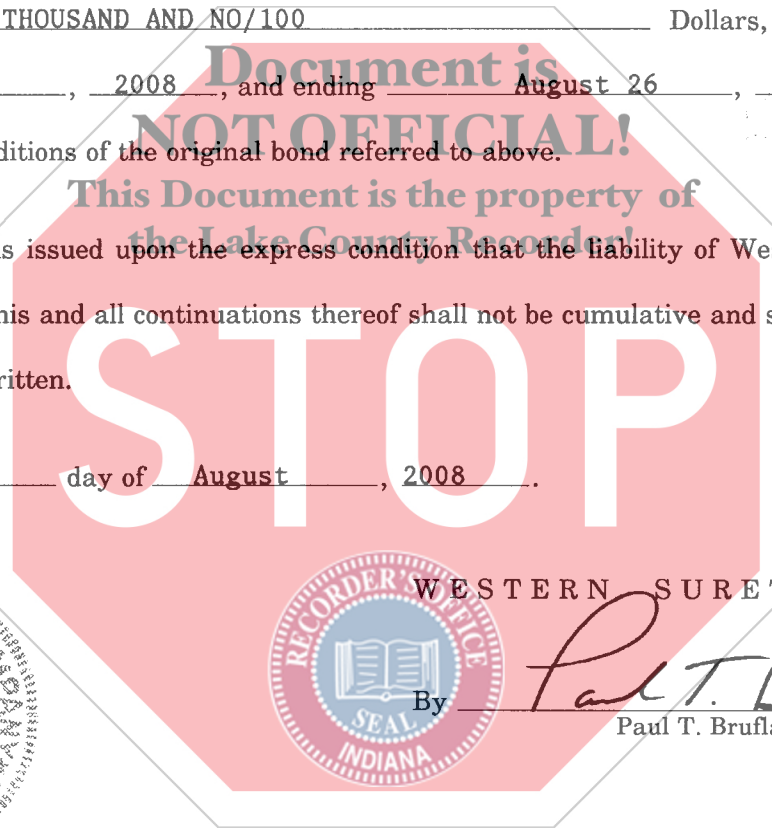 THOUSAND AND NO/100 Dollars,
Document is
, 2008 , and ending August 26 ,
NOT OFFICIAL!
ditions of the original bond referred to above.
This Document is the property of
the Lake County Recorder!
s issued upon the express condition that the liability of We
his and all continuations thereof shall not be cumulative and s
ritten.
STOP
day of August , 2008 .
WESTERN SURET
RECORDER'S OFFICE
SEAL
INDIANA
Paul T.
By
Paul T. Brufla